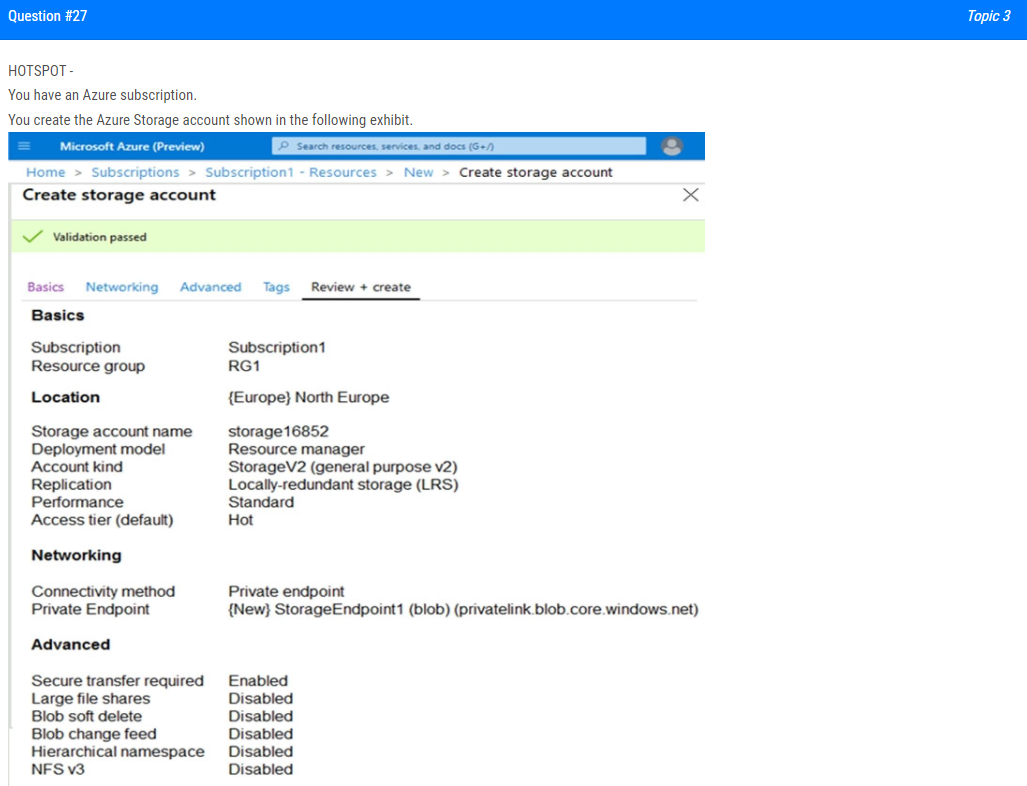 Question #27 Topic 3
HOTSPOT -
You have an Azure subscription.
You create the Azure Storage account shown in the following exhibit.
Microsoft Azure (Preview) Search resources, services, and docs (G+/)
Home > Subscriptions > Subscription1 - Resources > New > Create storage account
Create storage account
Validation passed
Basics Networking Advanced Tags Review + create
Basics
Subscription Subscription1
Resource group RG1
Location {Europe} North Europe
Storage account name storage16852
Deployment model Resource manager
Account kind StorageV2 (general purpose v2)
Replication Locally-redundant storage (LRS)
Performance Standard
Access tier (default) Hot
Networking
Connectivity method Private endpoint
Private Endpoint {New} StorageEndpoint1 (blob) (privatelink.blob.core.windows.net)
Advanced
Secure transfer required Enabled
Large file shares Disabled
Blob soft delete Disabled
Blob change feed Disabled
Hierarchical namespace Disabled
NFS v3 Disabled